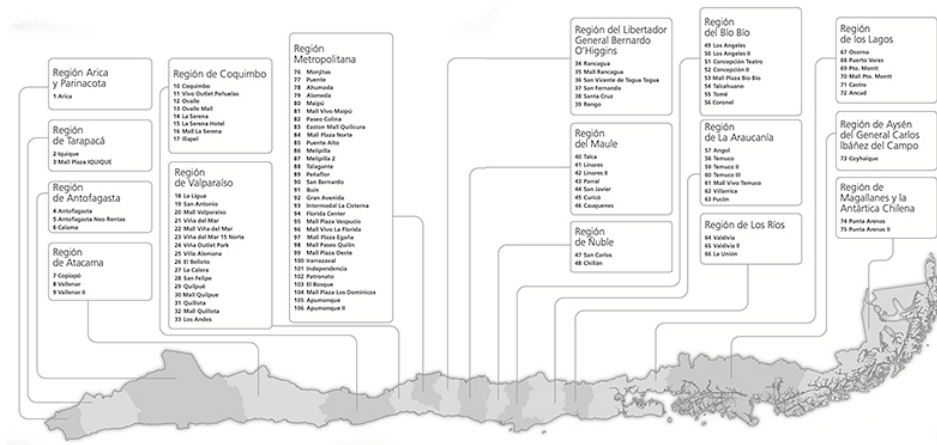 Región Arica
y Parinacota
1 Arica
Región
de Tarapacá
2 Iquique
3 Mall Plaza IQUIQUE
Región
de Antofagasta
4 Antofagasta
5 Antofagasta Neo Rentas
6 Calama
Región
de Atacama
7 Copiapó
8 Vallenar
9 Vallenar II
Región de Coquimbo
10 Coquimbo
11 Vivo Outlet Peñuelas
12 Ovalle
13 Ovalle Mall
14 La Serena
15 La Serena Hotel
16 Mall La Serena
17 Illapel
Región
de Valparaíso
18 La Ligua
19 San Antonio
20 Mall Valparaíso
21 Viña del Mar
22 Mall Viña del Mar
23 Viña del Mar 15 Norte
24 Viña Outlet Park
25 Villa Alemana
26 El Belloto
27 La Calera
28 San Felipe
29 Quilpué
30 Mall Quilpue
31 Quillota
32 Mall Quillota
33 Los Andes
Región
Metropolitana
76 Monjitas
77 Puente
78 Ahumada
79 Alameda
80 Maipú
81 Mall Vivo Maipú
82 Paseo Colina
83 Easton Mall Quilicura
84 Mall Plaza Norte
85 Puente Alto
86 Melipilla
87 Melipilla 2
88 Talagante
89 Peñaflor
90 San Bernardo
91 Buin
92 Gran Avenida
93 Intermodal La Cisterna
94 Florida Center
95 Mall Plaza Vespucio
96 Mall Vivo La Florida
97 Mall Plaza Egaña
98 Mall Paseo Quilín
99 Mall Plaza Oeste
100 Irarrazaval
101 Independencia
102 Patronato
103 El Bosque
104 Mall Plaza Los Dominicos
105 Apumanque
106 Apumanque II
Región del Libertador
General Bernardo
O'Higgins
34 Rancagua
35 Mall Rancagua
36 San Vicente de Tagua Tagua
37 San Fernando
38 Santa Cruz
39 Rengo
Región
del Maule
40 Talca
41 Linares
42 Linares II
43 Parral
44 San Javier
45 Curicó
46 Cauquenes
Región
de Ñuble
47 San Carlos
48 Chillán
Región
del Bío Bío
49 Los Angeles
50 Los Angeles II
51 Concepción Teatro
52 Concepción II
53 Mall Plaza Bío Bío
54 Talcahuano
55 Tomé
56 Coronel
Región
de La Araucanía
57 Angol
58 Temuco
59 Temuco II
60 Temuco III
61 Mall Vivo Temuco
62 Villarrica
63 Pucón
Región de Los Ríos
64 Valdivia
65 Valdivia II
66 La Unión
Región
de los Lagos
67 Osorno
68 Puerto Varas
69 Pto. Montt
70 Mall Pto. Montt
71 Castro
72 Ancud
Región de Aysén
del General Carlos
Ibáñez del Campo
73 Coyhaique
Región de
Magallanes y la
Antártica Chilena
74 Punta Arenas
75 Punta Arenas II